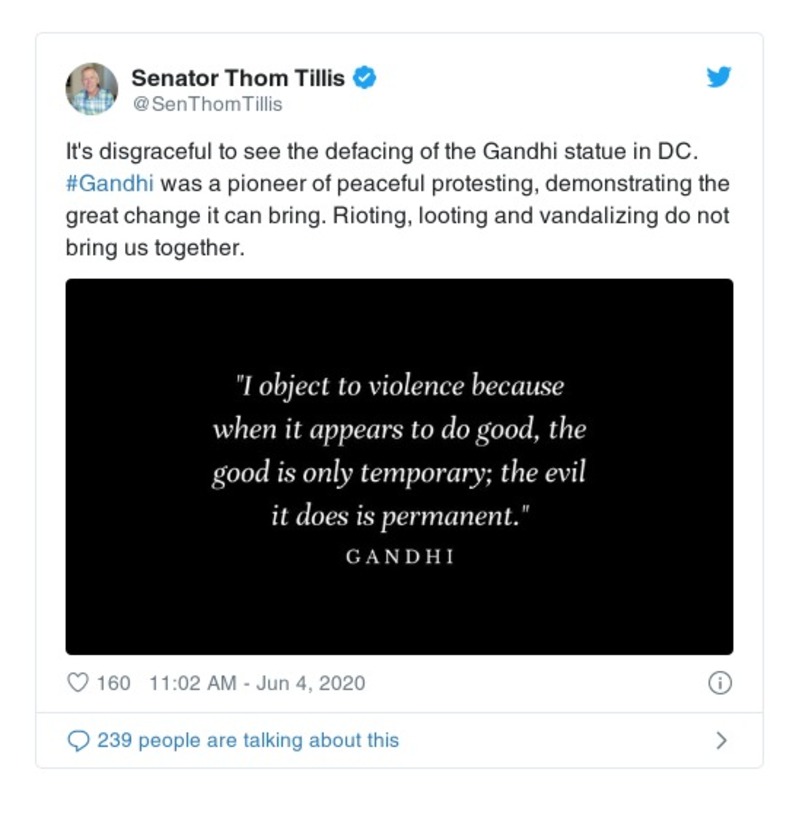 Senator Thom Tillis
@SenThomTillis
It's disgraceful to see the defacing of the Gandhi statue in DC.
#Gandhi was a pioneer of peaceful protesting, demonstrating the
great change it can bring. Rioting, looting and vandalizing do not
bring us together.
"I object to violence because
when it appears to do good, the
good is only temporary; the evil
it does is permanent."
GANDHI
160 11:02 AM - Jun 4, 2020
239 people are talking about this